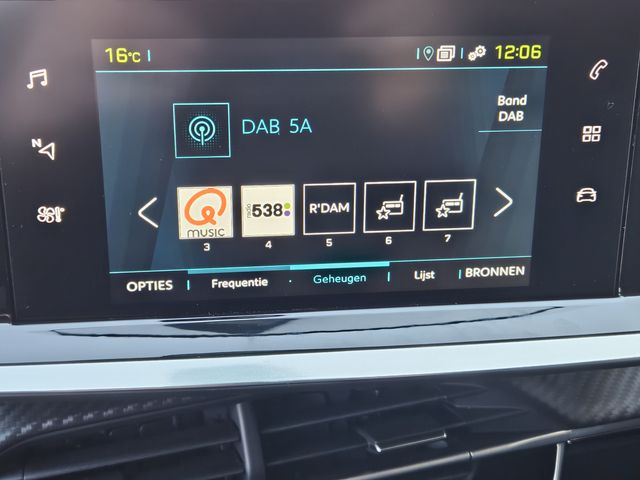 16°C
12:06
N
Band
DAB
DAB 5A
Q
MUSIC
radio
538
R'DAM
3 4 5 6 7
OPTIES Frequentie Geheugen Lijst BRONNEN